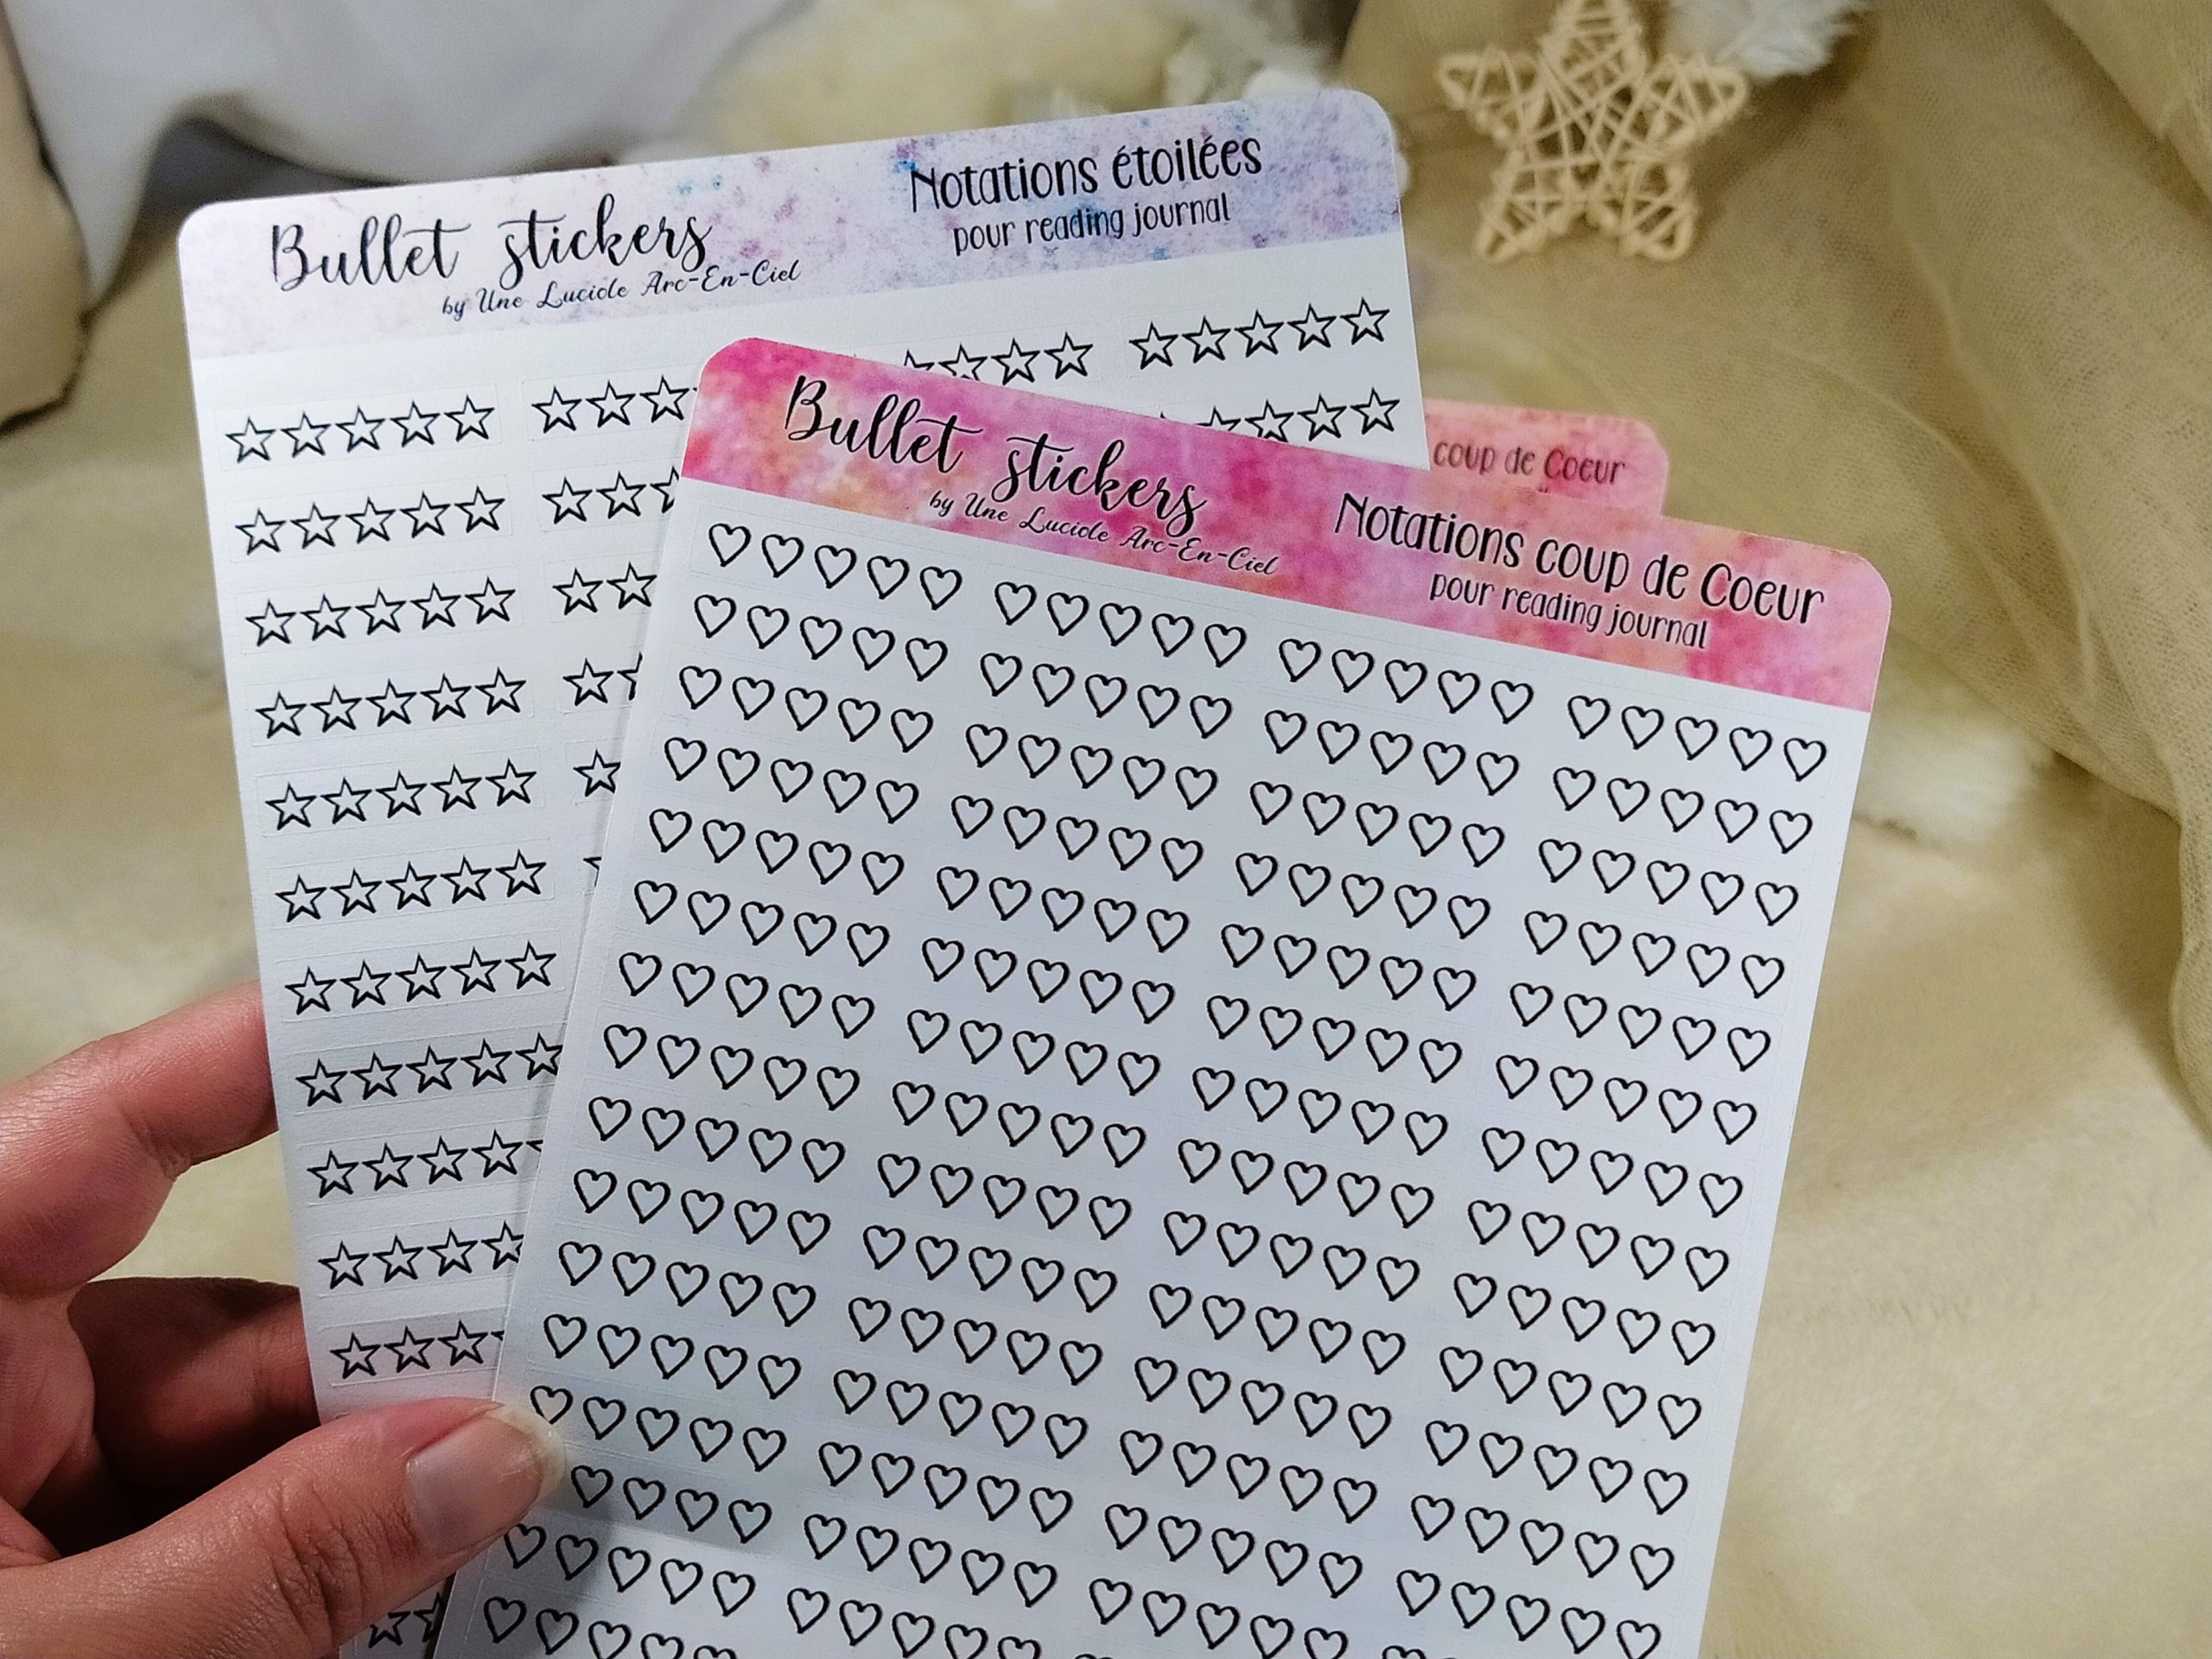 Bullet stickers
by Une Luciole Arc-En-Ciel
Notations étoilées
pour reading journal
Bullet stickers
by Une Luciole Arc-En-Ciel
Notations coup de Coeur
pour reading journal
coup de Coeur